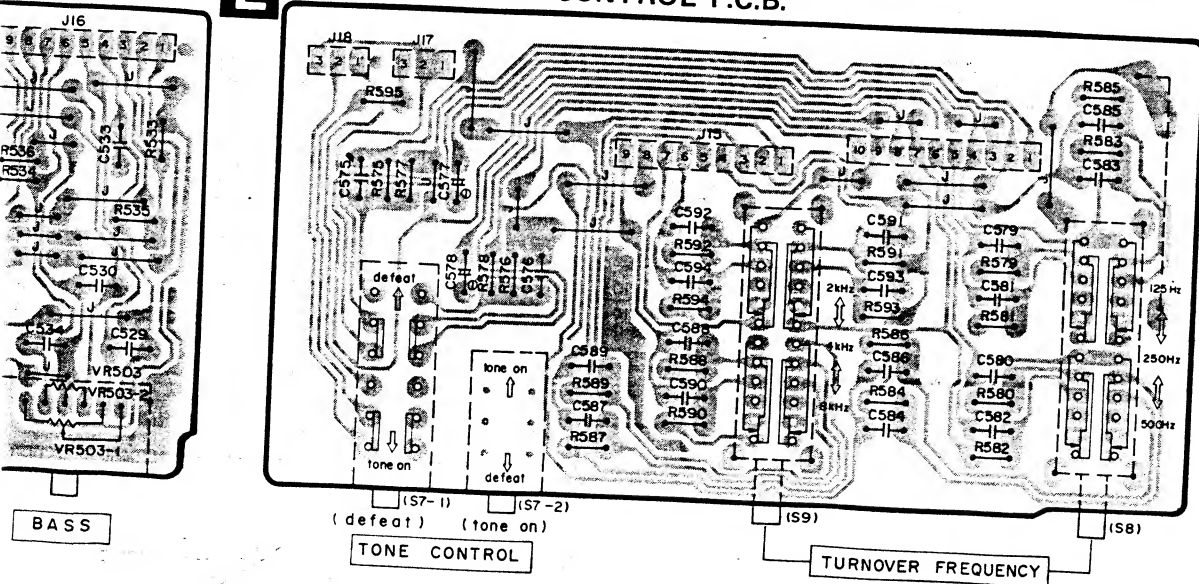 P.C.B.
J16
9 8 7 6 5 4 3 2 1
J
J
J
R536
R534
C533
R533
J
R535
J
J
J
J
C530
J
C534
C529
VR503
VR503-2
VR503-1
BASS
J18
3 2 1
J17
3 2 1
R595
J
J15
9 8 7 6 5 4 3 2 1
J
J
10 9 8 7 6 5 4 3 2 1
R585
C585
R583
C583
C575
R575
R577
C577
J
J
J
J
J
J
J
C592
R592
C594
R594
C588
R588
C590
R590
C591
R591
C593
R593
R586
C586
R584
C584
C579
R579
C581
R581
C580
R580
C582
R582
C578
R578
R576
C576
C589
R589
C587
R587
defeat
tone on
tone on
defeat
2kHz
4kHz
8kHz
125Hz
250Hz
500Hz
(S7-1)
(S7-2)
(S9)
(S8)
(defeat)
(tone on)
TONE CONTROL
TURNOVER FREQUENCY